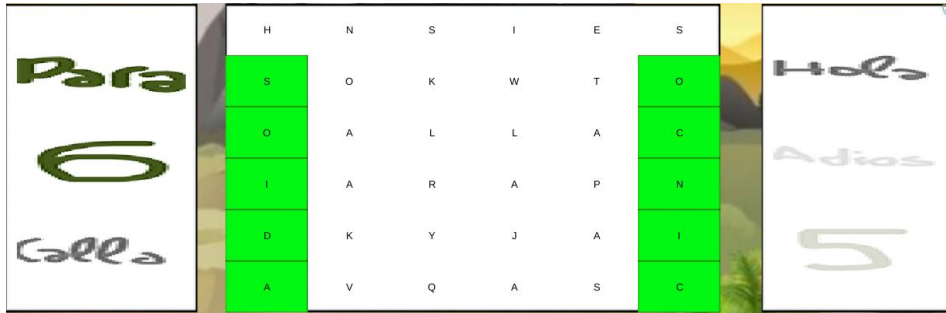 Para
6
Calla
H N S I E S
S O K W T O
O A L L A C
I A R A P N
D K Y J A I
A V Q A S C
Hola
Adios
5